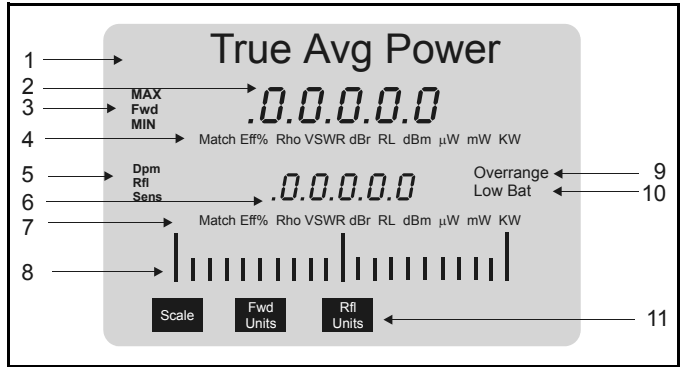 True Avg Power
1
2
.0.0.0.0.0
MAX
3 Fwd
MIN
4 Match Eff% Rho VSWR dBr RL dBm µW mW KW
5 Dpm
Rfl
Sens
6 .0.0.0.0.0
Overrange 9
Low Bat 10
7 Match Eff% Rho VSWR dBr RL dBm µW mW KW
8
Scale
Fwd
Units
Rfl
Units
11